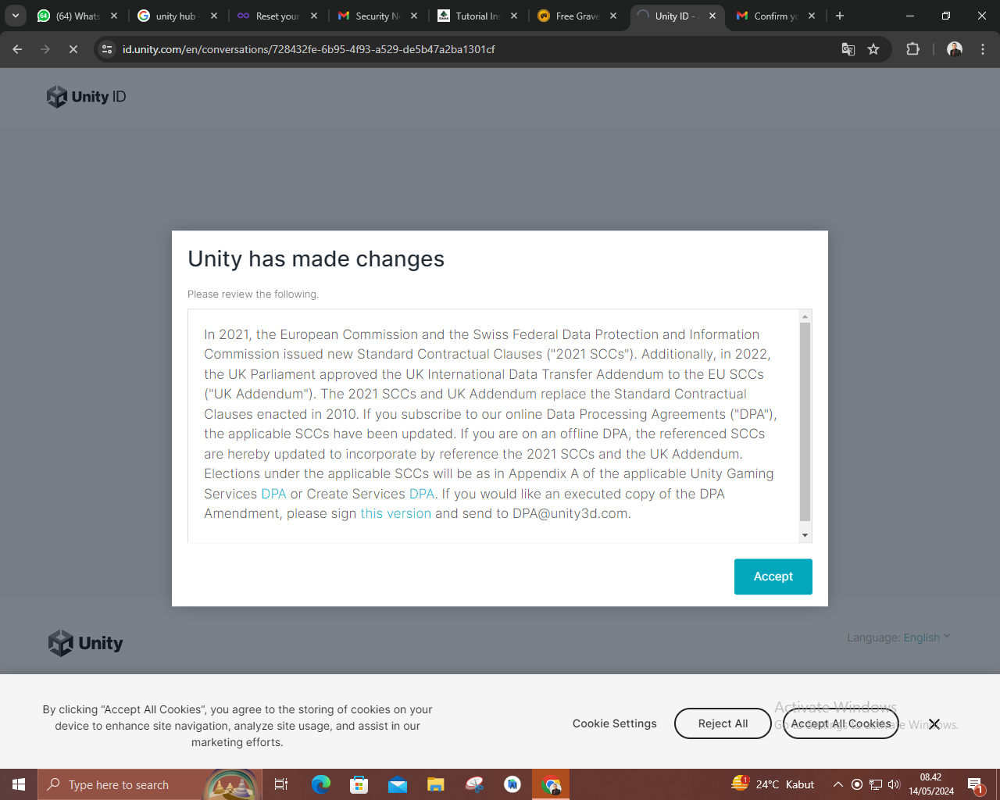 (64) Whats
unity hub -
Reset your
Security N
Tutorial Ins
Free Grave
Unity ID -
Confirm yo
id.unity.com/en/conversations/728432fe-6b95-4f93-a529-de5b47a2ba1301cf
Unity ID
Unity has made changes
Please review the following.
In 2021, the European Commission and the Swiss Federal Data Protection and Information
Commission issued new Standard Contractual Clauses ("2021 SCCs"). Additionally, in 2022,
the UK Parliament approved the UK International Data Transfer Addendum to the EU SCCs
("UK Addendum"). The 2021 SCCs and UK Addendum replace the Standard Contractual
Clauses enacted in 2010. If you subscribe to our online Data Processing Agreements ("DPA"),
the applicable SCCs have been updated. If you are on an offline DPA, the referenced SCCs
are hereby updated to incorporate by reference the 2021 SCCs and the UK Addendum.
Elections under the applicable SCCs will be as in Appendix A of the applicable Unity Gaming
Services DPA or Create Services DPA. If you would like an executed copy of the DPA
Amendment, please sign this version and send to DPA@unity3d.com.
Accept
Unity
Language: English
By clicking “Accept All Cookies”, you agree to the storing of cookies on your
device to enhance site navigation, analyze site usage, and assist in our
marketing efforts.
Cookie Settings
Reject All
Accept All Cookies
Activate Windows
Go to Settings to activate Windows.
Type here to search
24°C Kabut
08.42
14/05/2024